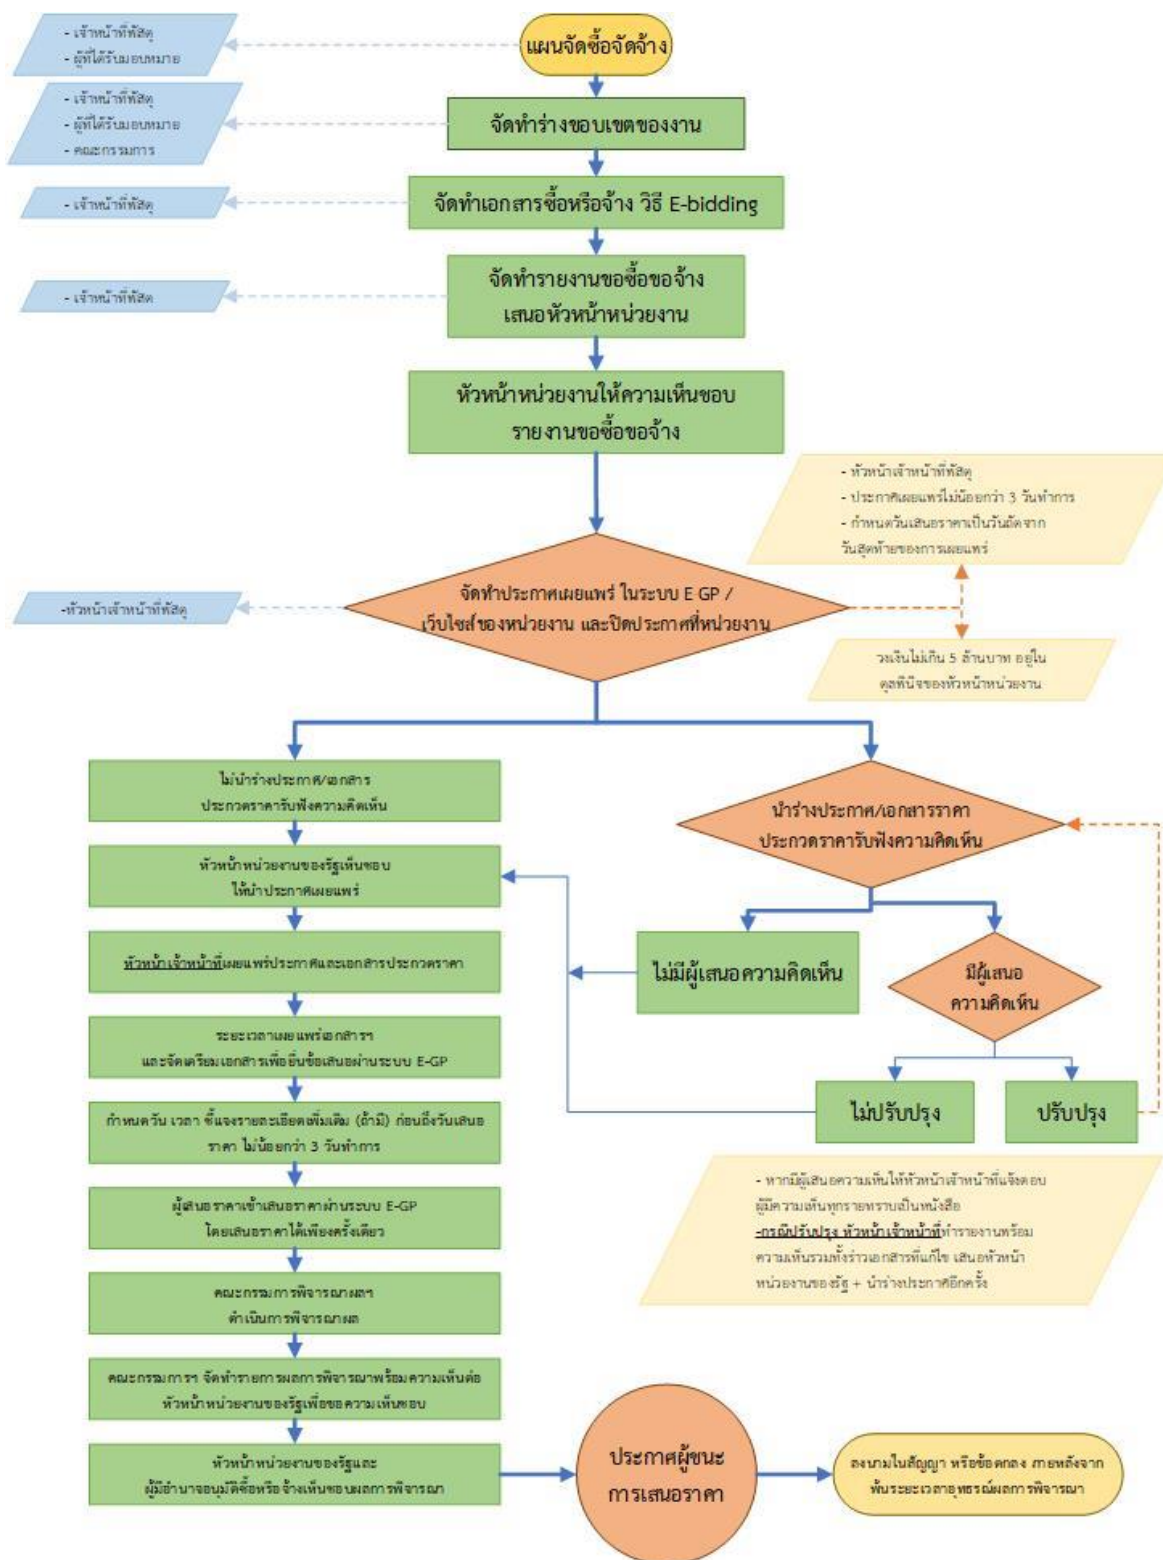 - เจ้าหน้าที่พัสดุ
- ผู้ที่ได้รับมอบหมาย
แผนจัดซื้อจัดจ้าง
- เจ้าหน้าที่พัสดุ
- ผู้ที่ได้รับมอบหมาย
- คณะกรรมการ
จัดทำร่างขอบเขตของงาน
- เจ้าหน้าที่พัสดุ
จัดทำเอกสารซื้อหรือจ้าง วิธี E-bidding
- เจ้าหน้าที่พัสด
จัดทำรายงานขอซื้อขอจ้าง
เสนอหัวหน้าหน่วยงาน
หัวหน้าหน่วยงานให้ความเห็นชอบ
รายงานขอซื้อขอจ้าง
- หัวหน้าเจ้าหน้าที่พัสดุ
- ประกาศเผยแพร่ไม่น้อยกว่า 3 วันทำการ
- กำหนดวันเสนอราคาเป็นวันถัดจาก
วันสุดท้ายของการเผยแพร่
-หัวหน้าเจ้าหน้าที่พัสดุ
จัดทำประกาศเผยแพร่ ในระบบ E GP /
เว็บไซส์ของหน่วยงาน และปิดประกาศที่หน่วยงาน
วงเงินไม่เกิน 5 ล้านบาท อยู่ใน
ดุลพินิจของหัวหน้าหน่วยงาน
ไม่นำร่างประกาศ/เอกสาร
ประกวดราคารับฟังความคิดเห็น
นำร่างประกาศ/เอกสารราคา
ประกวดราคารับฟังความคิดเห็น
หัวหน้าหน่วยงานของรัฐเห็นชอบ
ให้นำประกาศเผยแพร่
หัวหน้าเจ้าหน้าที่เผยแพร่ประกาศและเอกสารประกวดราคา
ไม่มีผู้เสนอความคิดเห็น
มีผู้เสนอ
ความคิดเห็น
ระยะเวลาเผยแพร่เอกสารฯ
และจัดเตรียมเอกสารเพื่อยื่นข้อเสนอผ่านระบบ E-GP
ไม่ปรับปรุง
ปรับปรุง
กำหนดวัน เวลา ชี้แจงรายละเอียดเพิ่มเติม (ถ้ามี) ก่อนถึงวันเสนอ
ราคา ไม่น้อยกว่า 3 วันทำการ
- หากมีผู้เสนอความเห็นให้หัวหน้าเจ้าหน้าที่แจ้งตอบ
ผู้มีความเห็นทุกรายทราบเป็นหนังสือ
-กรณีปรับปรุง หัวหน้าเจ้าหน้าที่ทำรายงานพร้อม
ความเห็นรวมทั้งร่างเอกสารที่แก้ไข เสนอหัวหน้า
หน่วยงานของรัฐ + นำร่างประกาศอีกครั้ง
ผู้เสนอราคาเข้าเสนอราคาผ่านระบบ E-GP
โดยเสนอราคาได้เพียงครั้งเดียว
คณะกรรมการพิจารณาผลฯ
ดำเนินการพิจารณาผล
คณะกรรมการฯ จัดทำรายการผลการพิจารณาพร้อมความเห็นต่อ
หัวหน้าหน่วยงานของรัฐเพื่อขอความเห็นชอบ
หัวหน้าหน่วยงานของรัฐและ
ผู้มีอำนาจอนุมัติซื้อหรือจ้างเห็นชอบผลการพิจารณา
ประกาศผู้ชนะ
การเสนอราคา
ลงนามในสัญญา หรือข้อตกลง ภายหลังจาก
พ้นระยะเวลาอุทธรณ์ผลการพิจารณา